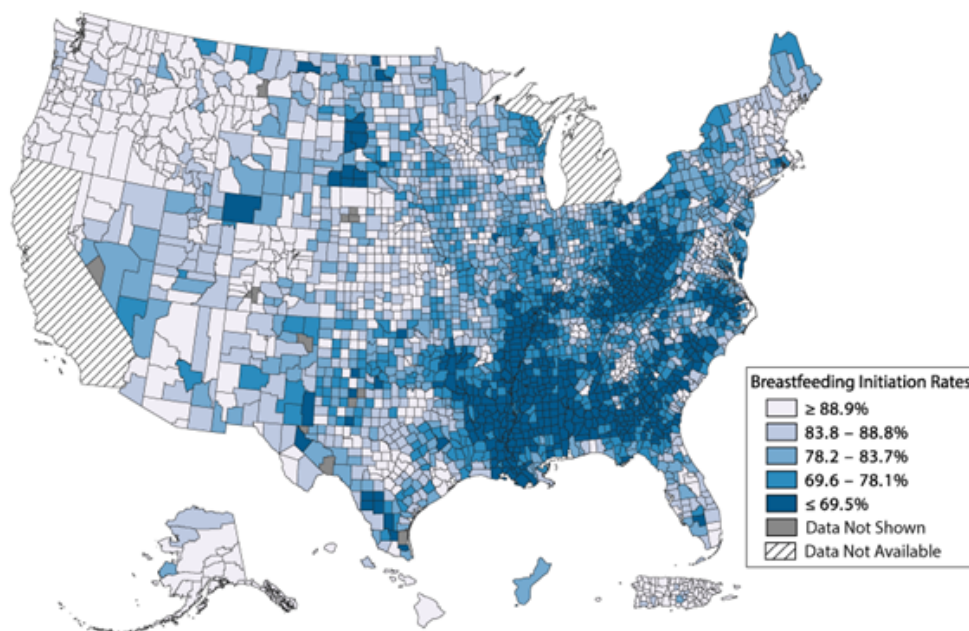 Breastfeeding Initiation Rates
≥ 88.9%
83.8 – 88.8%
78.2 – 83.7%
69.6 – 78.1%
≤ 69.5%
Data Not Shown
Data Not Available